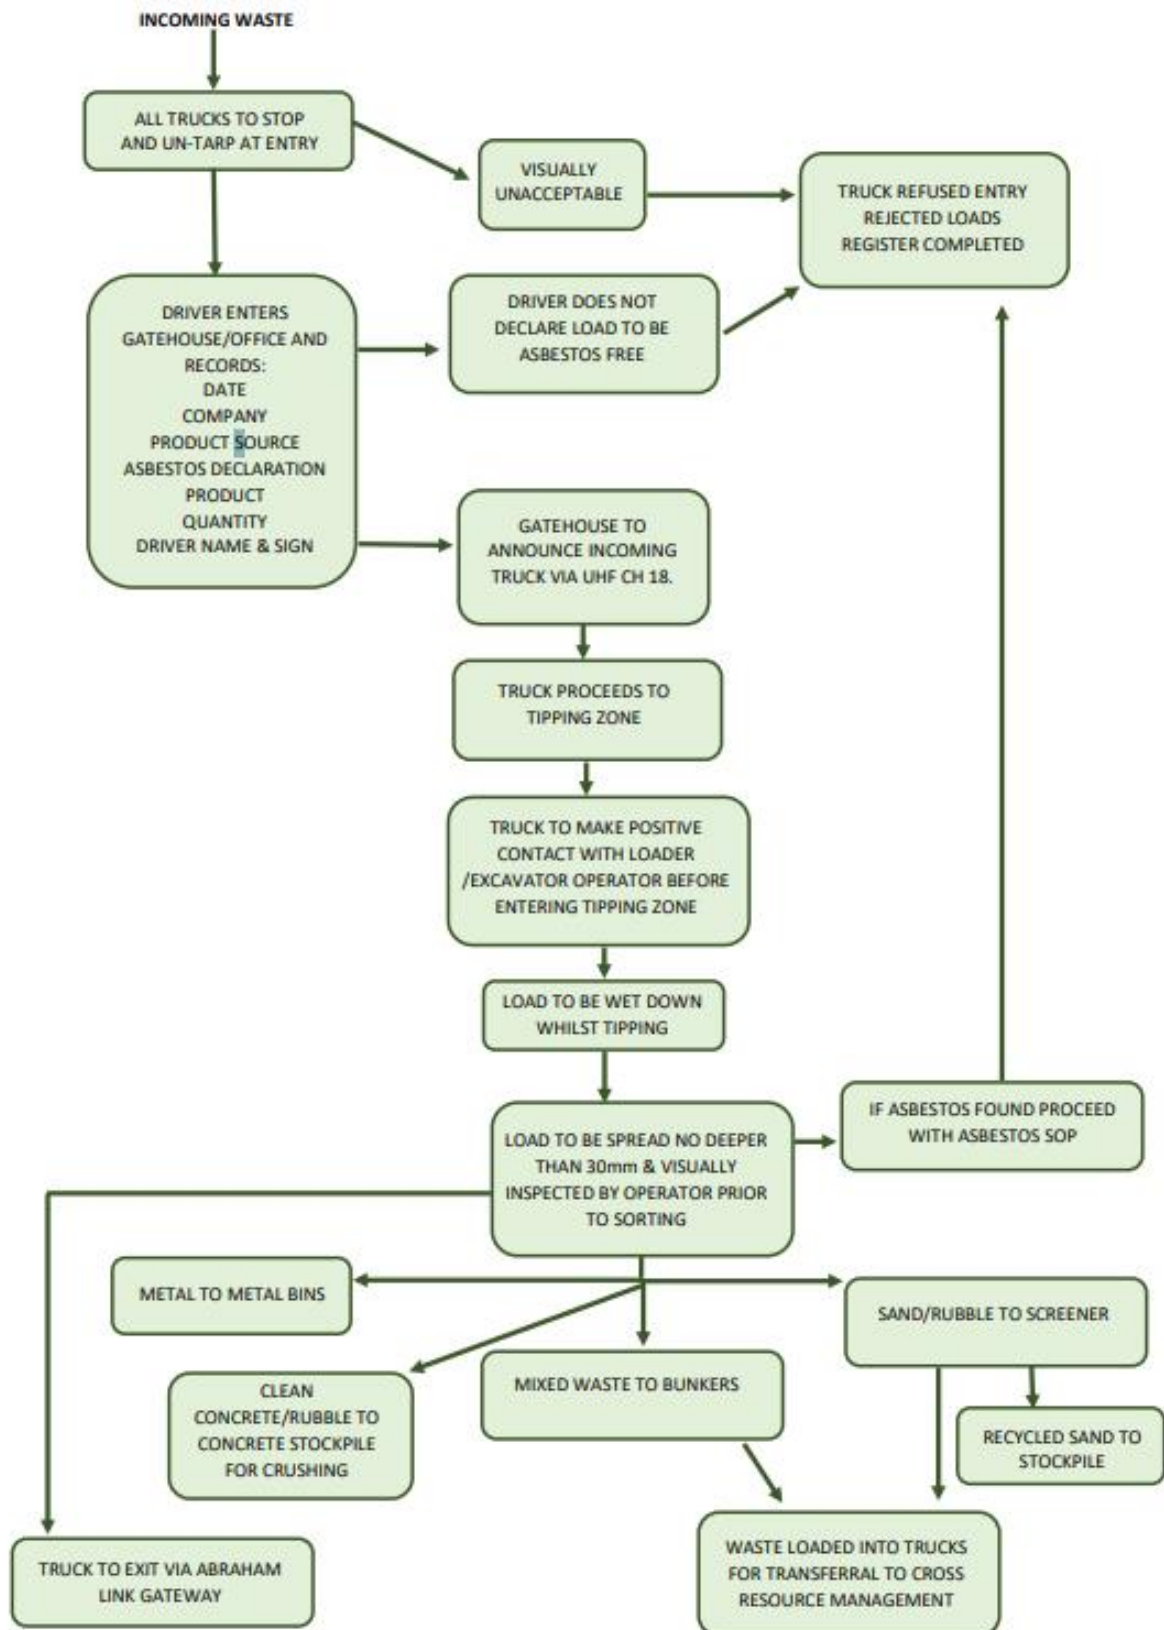 INCOMING WASTE
ALL TRUCKS TO STOP
AND UN-TARP AT ENTRY
VISUALLY
UNACCEPTABLE
TRUCK REFUSED ENTRY
REJECTED LOADS
REGISTER COMPLETED
DRIVER ENTERS
GATEHOUSE/OFFICE AND
RECORDS:
DATE
COMPANY
PRODUCT SOURCE
ASBESTOS DECLARATION
PRODUCT
QUANTITY
DRIVER NAME & SIGN
DRIVER DOES NOT
DECLARE LOAD TO BE
ASBESTOS FREE
GATEHOUSE TO
ANNOUNCE INCOMING
TRUCK VIA UHF CH 18.
TRUCK PROCEEDS TO
TIPPING ZONE
TRUCK TO MAKE POSITIVE
CONTACT WITH LOADER
/EXCAVATOR OPERATOR BEFORE
ENTERING TIPPING ZONE
LOAD TO BE WET DOWN
WHILST TIPPING
LOAD TO BE SPREAD NO DEEPER
THAN 30mm & VISUALLY
INSPECTED BY OPERATOR PRIOR
TO SORTING
IF ASBESTOS FOUND PROCEED
WITH ASBESTOS SOP
METAL TO METAL BINS
SAND/RUBBLE TO SCREENER
CLEAN
CONCRETE/RUBBLE TO
CONCRETE STOCKPILE
FOR CRUSHING
MIXED WASTE TO BUNKERS
RECYCLED SAND TO
STOCKPILE
TRUCK TO EXIT VIA ABRAHAM
LINK GATEWAY
WASTE LOADED INTO TRUCKS
FOR TRANSFERRAL TO CROSS
RESOURCE MANAGEMENT